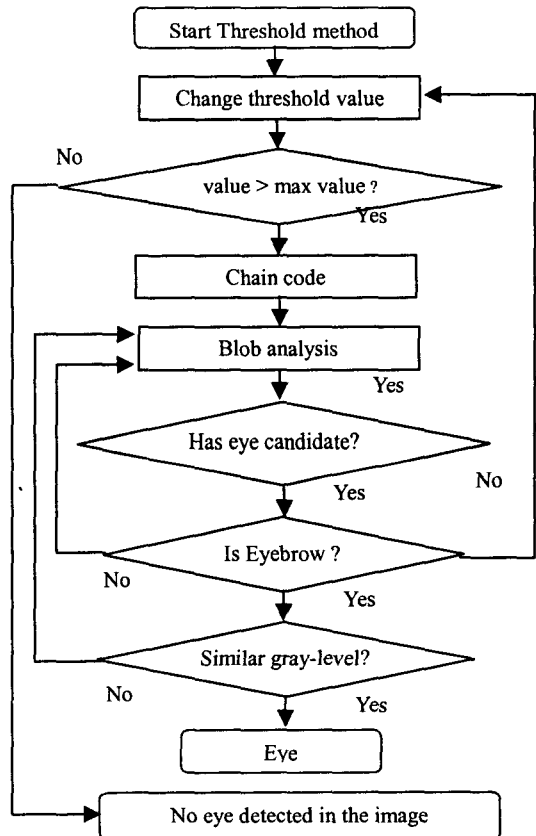 Start Threshold method
Change threshold value
No
value > max value ?
Yes
Chain code
Blob analysis
Yes
Has eye candidate?
Yes
No
Is Eyebrow ?
No
Yes
Similar gray-level?
No
Yes
Eye
No eye detected in the image